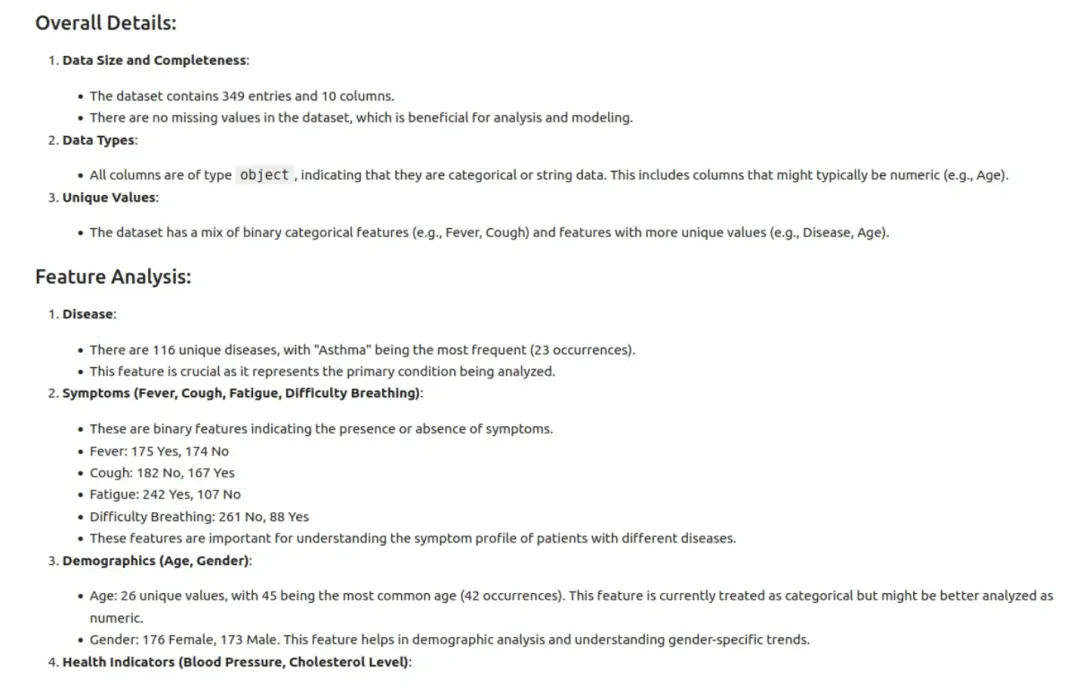 Overall Details:
1. Data Size and Completeness:
• The dataset contains 349 entries and 10 columns.
• There are no missing values in the dataset, which is beneficial for analysis and modeling.
2. Data Types:
• All columns are of type object , indicating that they are categorical or string data. This includes columns that might typically be numeric (e.g., Age).
3. Unique Values:
• The dataset has a mix of binary categorical features (e.g., Fever, Cough) and features with more unique values (e.g., Disease, Age).
Feature Analysis:
1. Disease:
• There are 116 unique diseases, with "Asthma" being the most frequent (23 occurrences).
• This feature is crucial as it represents the primary condition being analyzed.
2. Symptoms (Fever, Cough, Fatigue, Difficulty Breathing):
• These are binary features indicating the presence or absence of symptoms.
• Fever: 175 Yes, 174 No
• Cough: 182 No, 167 Yes
• Fatigue: 242 Yes, 107 No
• Difficulty Breathing: 261 No, 88 Yes
• These features are important for understanding the symptom profile of patients with different diseases.
3. Demographics (Age, Gender):
• Age: 26 unique values, with 45 being the most common age (42 occurrences). This feature is currently treated as categorical but might be better analyzed as
numeric.
• Gender: 176 Female, 173 Male. This feature helps in demographic analysis and understanding gender-specific trends.
4. Health Indicators (Blood Pressure, Cholesterol Level):